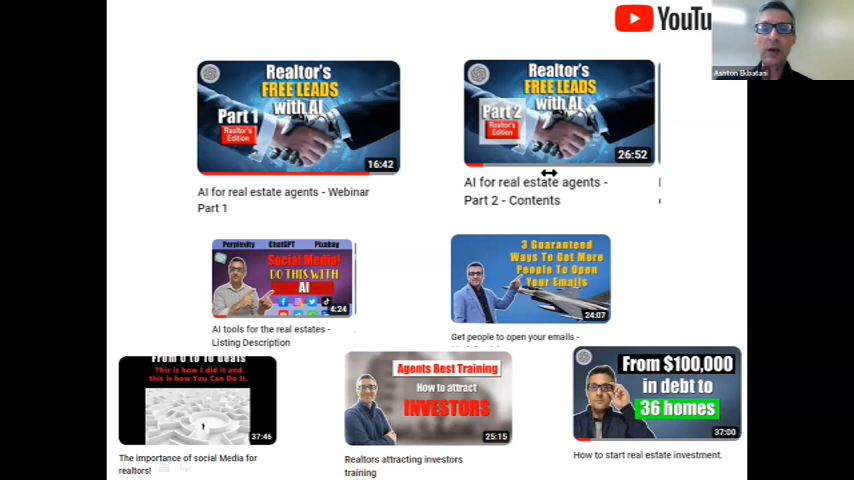 YouTu
Ashton Ekbatani
Realtor's
FREE LEADS
with AI
Part 1
Realtor's
Edition
16:42
AI for real estate agents - Webinar
Part 1
Realtor's
FREE LEADS
with AI
Part 2
Realtor's
Edition
26:52
AI for real estate agents -
Part 2 - Contents
Perplexity ChatGPT Pixabay
Social Media!
DO THIS WITH
AI
4:24
AI tools for the real estates -
Listing Description
3 Guaranteed
Ways To Get More
People To Open
Your Emails
24:07
Get people to open your emails -
From 0 to 10 deals
This is how I did it and
this is how You Can Do It.
37:46
The importance of social Media for
realtors!
Agents Best Training
How to attract
INVESTORS
25:15
Realtors attracting investors
training
From $100,000
in debt to
36 homes
37:00
How to start real estate investment.